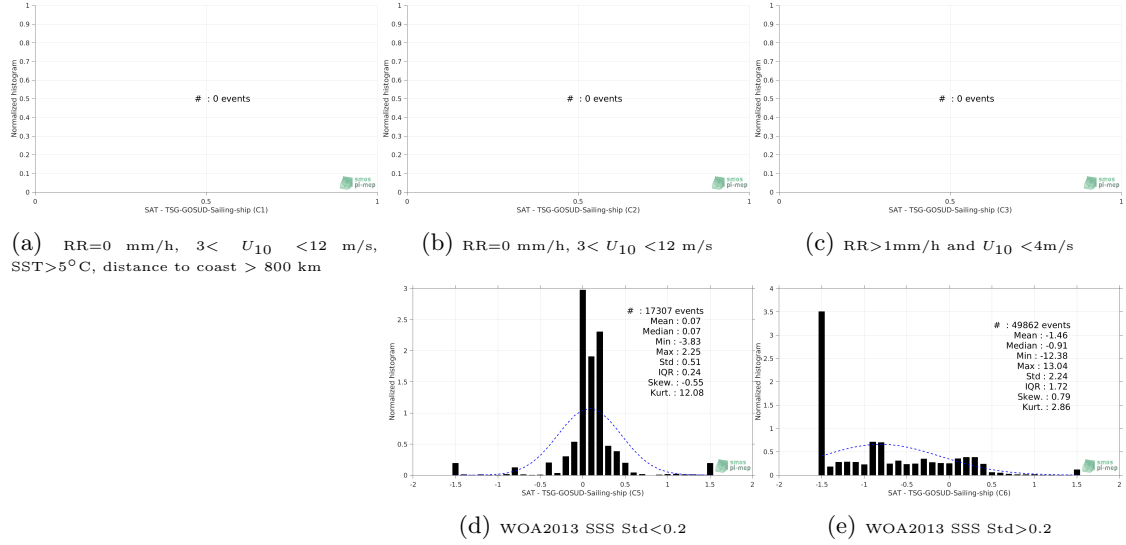 1
0.9
0.8
0.7
0.6
0.5
0.4
0.3
0.2
0.1
0
Normalized histogram
# : 0 events
smos
pi-mep
0 0.5 1
SAT - TSG-GOSUD-Sailing-ship (C1)
(a) RR=0 mm/h, 3< U10 <12 m/s,
SST>5°C, distance to coast > 800 km
1
0.9
0.8
0.7
0.6
0.5
0.4
0.3
0.2
0.1
0
Normalized histogram
# : 0 events
smos
pi-mep
0 0.5 1
SAT - TSG-GOSUD-Sailing-ship (C2)
(b) RR=0 mm/h, 3< U10 <12 m/s
1
0.9
0.8
0.7
0.6
0.5
0.4
0.3
0.2
0.1
0
Normalized histogram
# : 0 events
smos
pi-mep
0 0.5 1
SAT - TSG-GOSUD-Sailing-ship (C3)
(c) RR>1mm/h and U10 <4m/s
3
2.5
2
1.5
1
0.5
0
Normalized histogram
# : 17307 events
Mean : 0.07
Median : 0.07
Min : -3.83
Max : 2.25
Std : 0.51
IQR : 0.24
Skew. : -0.55
Kurt. : 12.08
smos
pi-mep
-2 -1.5 -1 -0.5 0 0.5 1 1.5 2
SAT - TSG-GOSUD-Sailing-ship (C5)
(d) WOA2013 SSS Std<0.2
4
3.5
3
2.5
2
1.5
1
0.5
0
Normalized histogram
# : 49862 events
Mean : -1.46
Median : -0.91
Min : -12.38
Max : 13.04
Std : 2.24
IQR : 1.72
Skew. : 0.79
Kurt. : 2.86
smos
pi-mep
-2 -1.5 -1 -0.5 0 0.5 1 1.5 2
SAT - TSG-GOSUD-Sailing-ship (C6)
(e) WOA2013 SSS Std>0.2